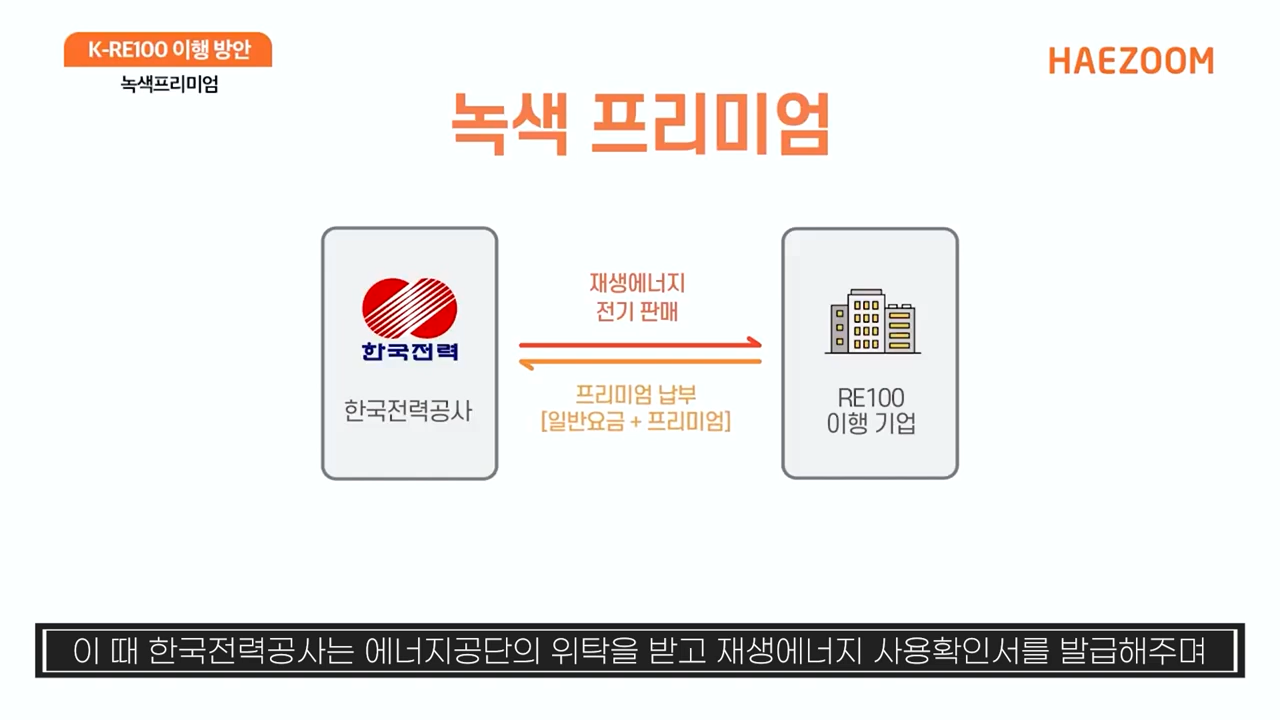 K-RE100 이행 방안
녹색프리미엄
HAEZOOM
녹색 프리미엄
한국전력
한국전력공사
재생에너지
전기 판매
프리미엄 납부
[일반요금 + 프리미엄]
RE100
이행 기업
이 때 한국전력공사는 에너지공단의 위탁을 받고 재생에너지 사용확인서를 발급해주며